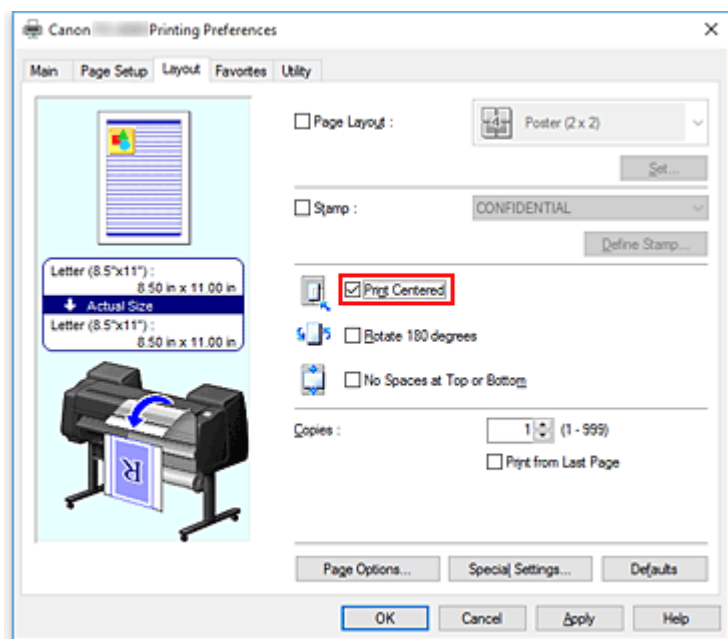 Canon Printing Preferences
Main Page Setup Layout Favorites Utility
Page Layout :
4
Poster (2 x 2)
Set...
Stamp :
CONFIDENTIAL
Define Stamp...
Letter (8.5"x11") :
8.50 in x 11.00 in
Actual Size
Letter (8.5"x11") :
8.50 in x 11.00 in
Print Centered
Rotate 180 degrees
No Spaces at Top or Bottom
R
Copies :
1 (1 - 999)
Print from Last Page
Page Options... Special Settings... Defaults
OK Cancel Apply Help